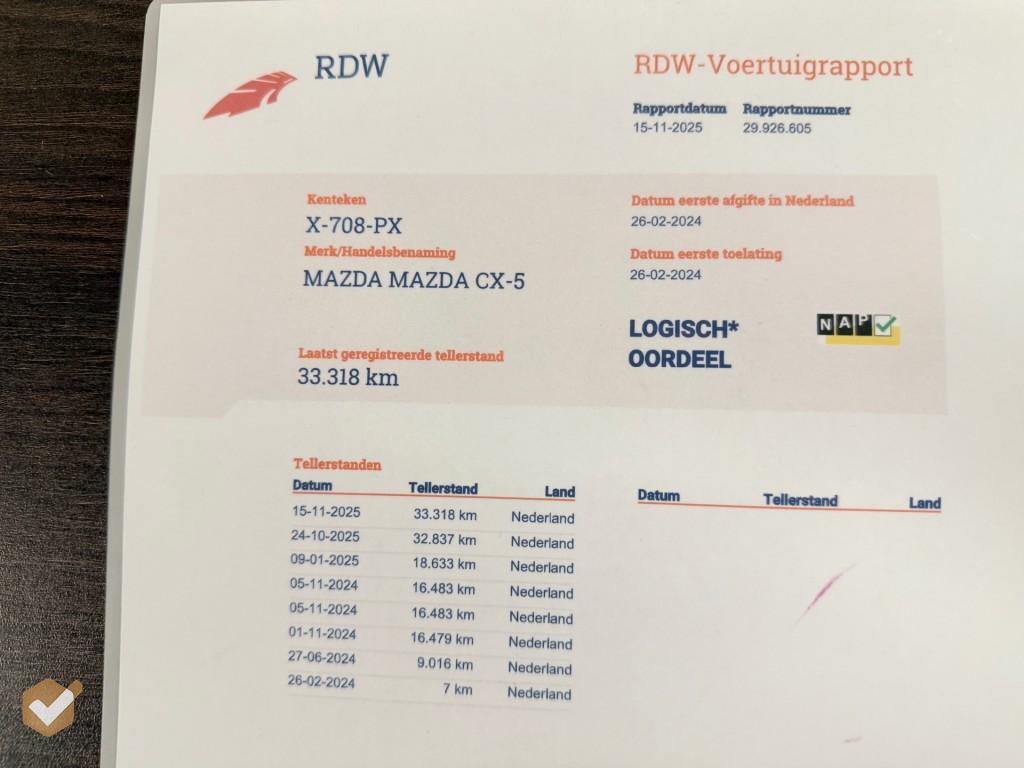 RDW
RDW-Voertuigrapport
Rapportdatum Rapportnummer
15-11-2025 29.926.605
Kenteken
X-708-PX
Merk/Handelsbenaming
MAZDA MAZDA CX-5
Laatst geregistreerde tellerstand
33.318 km
Datum eerste afgifte in Nederland
26-02-2024
Datum eerste toelating
26-02-2024
LOGISCH*
OORDEEL
NAP
Tellerstanden
Datum Tellerstand Land
15-11-2025 33.318 km Nederland
24-10-2025 32.837 km Nederland
09-01-2025 18.633 km Nederland
05-11-2024 16.483 km Nederland
05-11-2024 16.483 km Nederland
01-11-2024 16.479 km Nederland
27-06-2024 9.016 km Nederland
26-02-2024 7 km Nederland
Datum Tellerstand Land